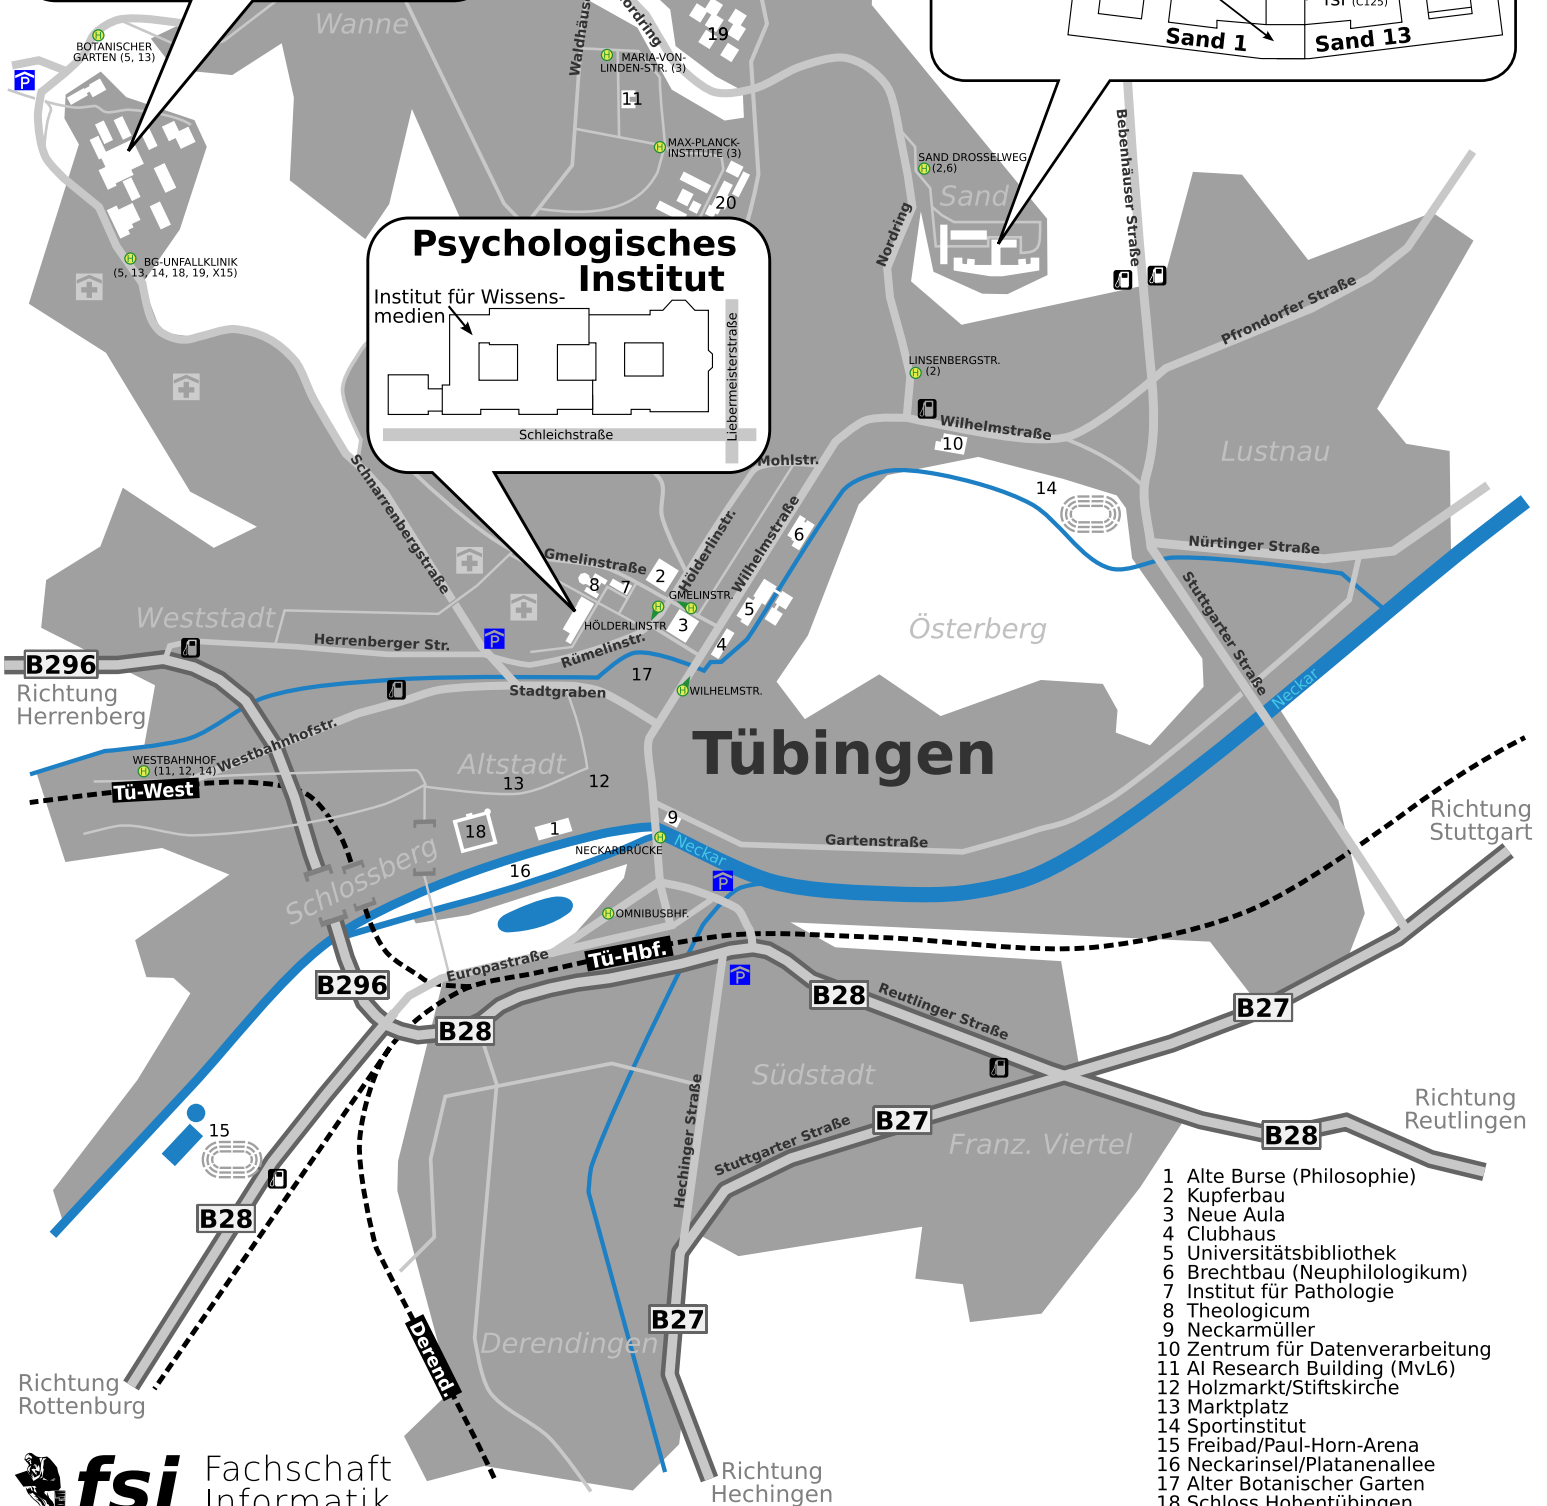 Wanne
BOTANISCHER
GARTEN (5, 13)
P
Waldhäuser
Nordring
19
MARIA-VON-
LINDEN-STR. (3)
11
MAX-PLANCK-
INSTITUTE (3)
20
FSI (C125)
Sand 1
Sand 13
SAND DROSSELWEG
(2,6)
Sand
Nordring
Bebenhäuser Straße
BG-UNFALLKLINIK
(5, 13, 14, 18, 19, X15)
Psychologisches
Institut
Institut für Wissens-
medien
Liebermeisterstraße
Schleichstraße
Pfrondorfer Straße
LINSENBERGSTR.
(2)
Wilhelmstraße
10
Lustnau
Mohlstr.
14
Schnarrenbergstraße
Hölderlinstr.
Wilhelmstraße
6
Nürtinger Straße
Gmelinstraße
2
8
7
GMELINSTR.
5
HÖLDERLINSTR
3
4
Stuttgarter Straße
Weststadt
Herrenberger Str.
P
Rümelinstr.
Österberg
B296
Richtung
Herrenberg
17
WILHELMSTR.
Stadtgraben
Neckar
Westbahnhofstr.
WESTBAHNHOF
(11, 12, 14)
Tü-West
Altstadt
13
12
Tübingen
18
1
9
NECKARBRÜCKE
Neckar
Gartenstraße
Richtung
Stuttgart
Schlossberg
16
P
OMNIBUSBHF.
Europastraße
Tü-Hbf.
P
B296
B28
B28
Reutlinger Straße
B27
Südstadt
Hechinger Straße
Stuttgarter Straße
B27
Franz. Viertel
Richtung
Reutlingen
B28
15
B28
B27
Derendingen
Derend.
Richtung
Rottenburg
Richtung
Hechingen
1 Alte Burse (Philosophie)
2 Kupferbau
3 Neue Aula
4 Clubhaus
5 Universitätsbibliothek
6 Brechtbau (Neuphilologikum)
7 Institut für Pathologie
8 Theologicum
9 Neckarmüller
10 Zentrum für Datenverarbeitung
11 AI Research Building (MvL6)
12 Holzmarkt/Stiftskirche
13 Marktplatz
14 Sportinstitut
15 Freibad/Paul-Horn-Arena
16 Neckarinsel/Platanenallee
17 Alter Botanischer Garten
18 Schloss Hohentübingen
fsi
Fachschaft
Informatik